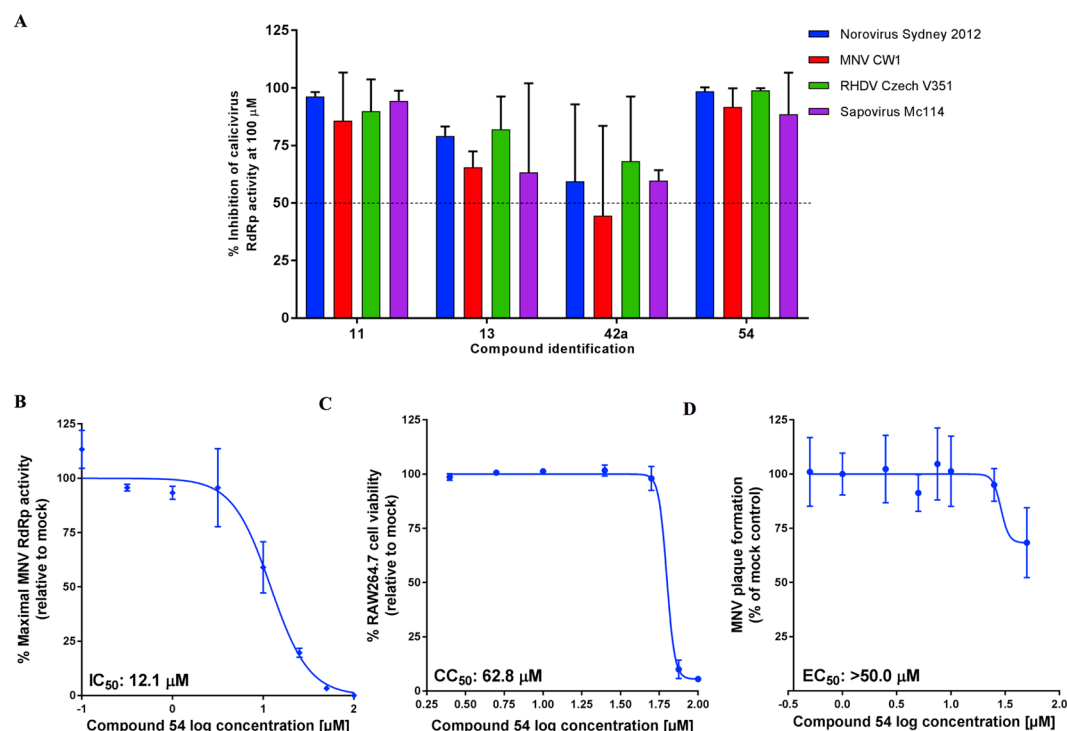 A
% Inhibition of calicivirus
RdRp activity at 100 μM
125
100
75
50
25
0
11
13
42a
54
Compound identification
Norovirus Sydney 2012
MNV CW1
RHDV Czech V351
Sapovirus Mc114
B
% Maximal MNV RdRp activity
(relative to mock)
125
100
75
50
25
0
-1
0
1
2
IC50: 12.1 μM
Compound 54 log concentration [μM]
C
% RAW264.7 cell viability
(relative to mock)
125
100
75
50
25
0
0.25
0.50
0.75
1.00
1.25
1.50
1.75
2.00
CC50: 62.8 μM
Compound 54 log concentration [μM]
D
MNV plaque formation
(% of mock control)
125
100
75
50
25
0
-0.5
0.0
0.5
1.0
1.5
2.0
EC50: >50.0 μM
Compound 54 log concentration [μM]